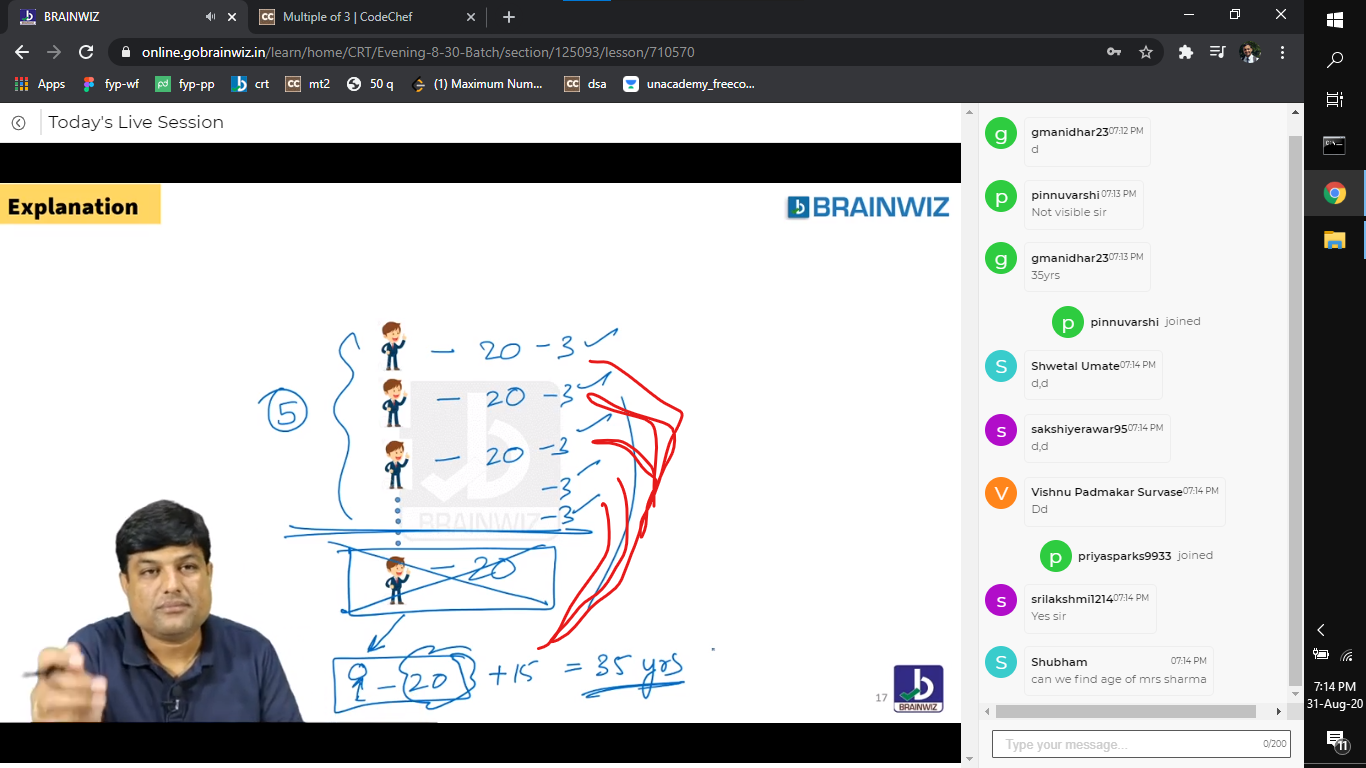 BRAINWIZ
Multiple of 3 | CodeChef
online.gobrainwiz.in/learn/home/CRT/Evening-8-30-Batch/section/125093/lesson/710570
Apps fyp-wf fyp-pp crt mt2 50 q (1) Maximum Num... dsa unacademy_freeco...
Today's Live Session
Explanation
BRAINWIZ
5
- 20 -3
- 20 -3
- 20 -3
-3
-3
BRAINWIZ
- 20
- 20 +15 = 35 yrs
17
BRAINWIZ
g
gmanidhar23 07:12 PM
d
p
pinnuvarshi 07:13 PM
Not visible sir
g
gmanidhar23 07:13 PM
35yrs
p pinnuvarshi joined
S
Shwetal Umate 07:14 PM
d,d
s
sakshiyerawar95 07:14 PM
d,d
V
Vishnu Padmakar Survase 07:14 PM
Dd
p priyasparks9933 joined
s
srilakshmi1214 07:14 PM
Yes sir
S
Shubham 07:14 PM
can we find age of mrs sharma
Type your message... 0/200
7:14 PM
31-Aug-20
11